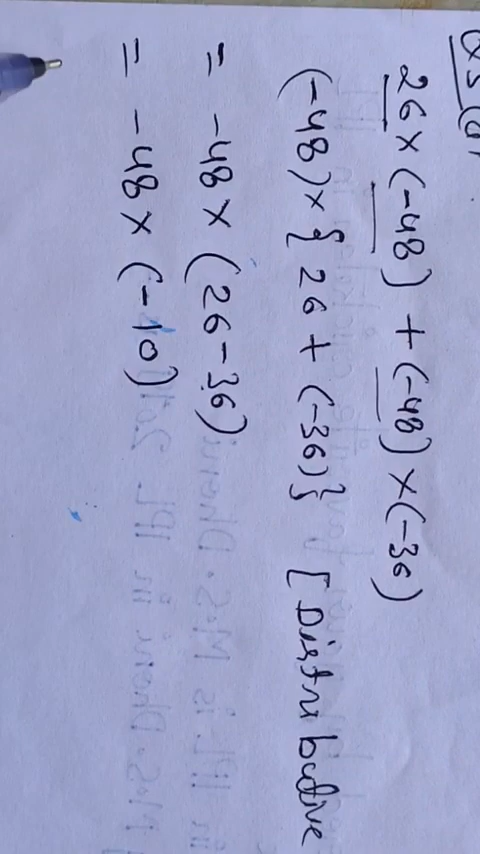 Q5 (a)
26 × (-48) + (-48) × (-36)
(-48) × { 26 + (-36)} [Distributive
= -48 × (26-36)
= -48 × (-10)